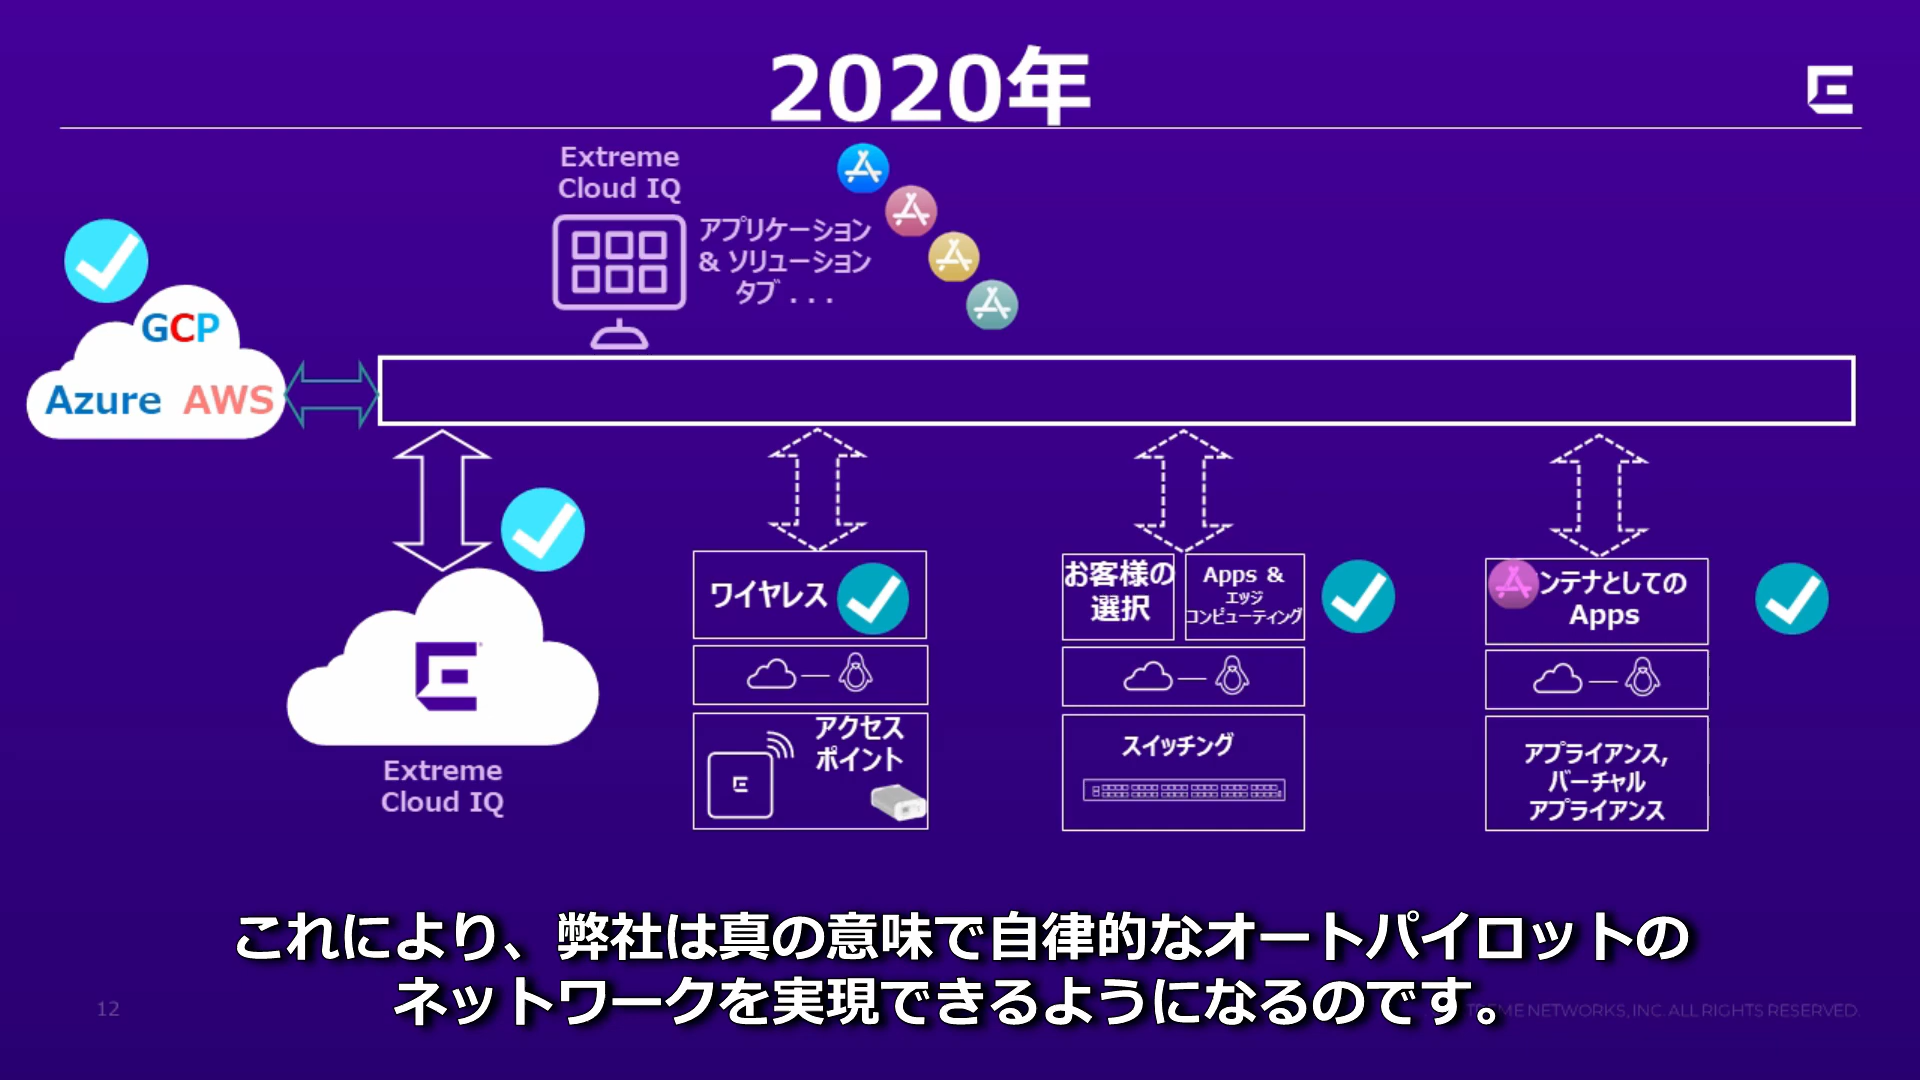 2020年
Extreme
Cloud IQ
アプリケーション
& ソリューション
タブ . . .
GCP
Azure AWS
ワイヤレス
お客様の
選択
Apps &
エッジ
コンピューティング
ンテナとしての
Apps
アクセス
ポイント
スイッチング
アプライアンス,
バーチャル
アプライアンス
Extreme
Cloud IQ
これにより、弊社は真の意味で自律的なオートパイロットの
ネットワークを実現できるようになるのです。
12
TREME NETWORKS, INC. ALL RIGHTS RESERVED.